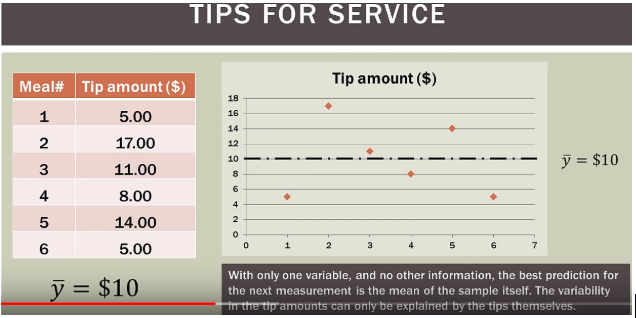 TIPS FOR SERVICE
Meal# Tip amount ($)
1 5.00
2 17.00
3 11.00
4 8.00
5 14.00
6 5.00
ȳ = $10
Tip amount ($)
18
16
14
12
10
8
6
4
2
0
0 1 2 3 4 5 6 7
ȳ = $10
With only one variable, and no other information, the best prediction for
the next measurement is the mean of the sample itself. The variability
in the tip amounts can only be explained by the tips themselves.